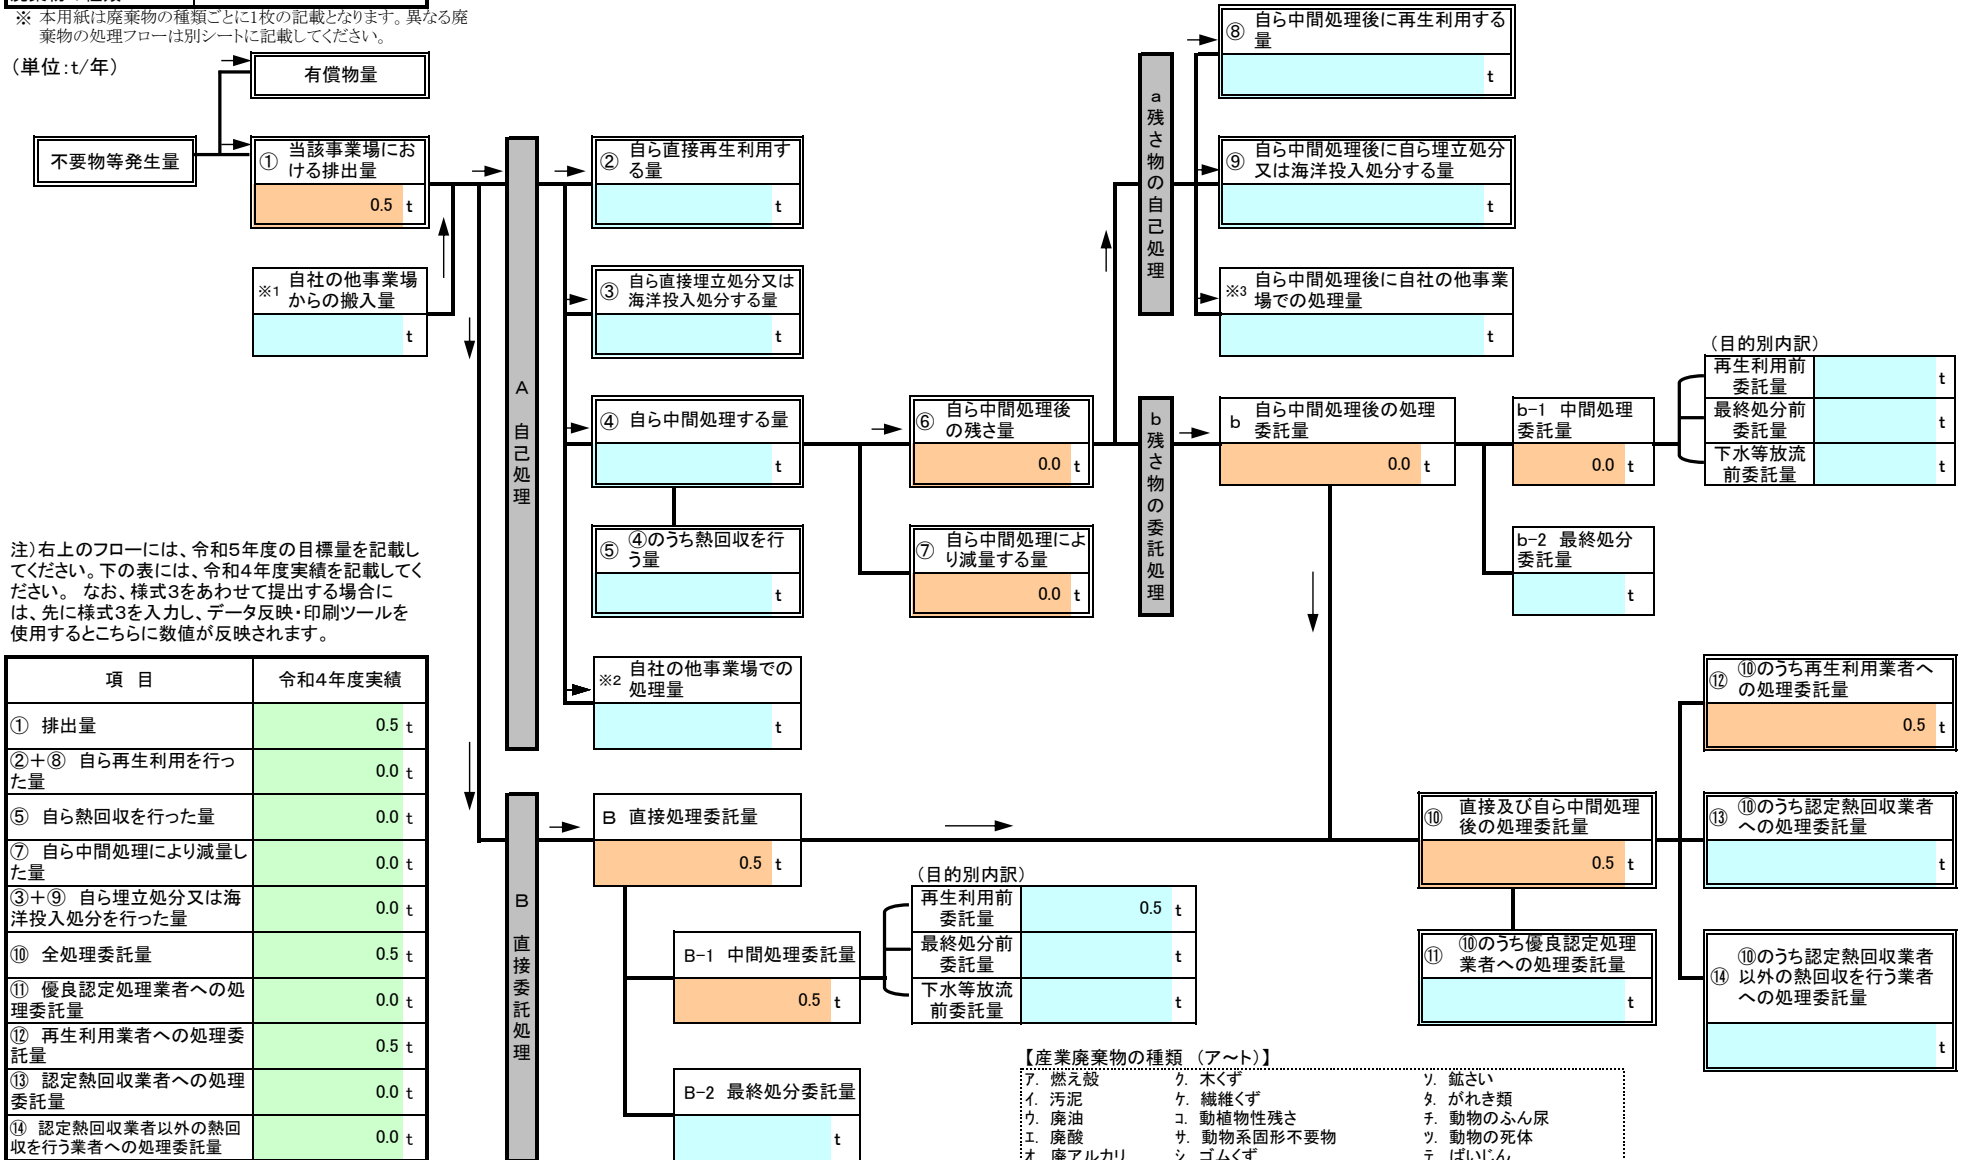 ※ 本用紙は廃棄物の種類ごとに1枚の記載となります。異なる廃
棄物の処理フローは別シートに記載してください。
（単位:t/年）
有償物量
不要物等発生量
① 当該事業場にお
ける排出量
0.5 t
※1 自社の他事業場
からの搬入量
t
A 自己処理
② 自ら直接再生利用す
る量
t
③ 自ら直接埋立処分又は
海洋投入処分する量
t
④ 自ら中間処理する量
t
⑤ ④のうち熱回収を行
う量
t
※2 自社の他事業場での
処理量
t
⑥ 自ら中間処理後
の残さ量
0.0 t
⑦ 自ら中間処理によ
り減量する量
0.0 t
a 残さ物の自己処理
⑧ 自ら中間処理後に再生利用する
量
t
⑨ 自ら中間処理後に自ら埋立処分
又は海洋投入処分する量
t
※3 自ら中間処理後に自社の他事業
場での処理量
t
b 残さ物の委託処理
b 自ら中間処理後の処理
委託量
0.0 t
b-1 中間処理
委託量
0.0 t
（目的別内訳）
再生利用前
委託量
t
最終処分前
委託量
t
下水等放流
前委託量
t
b-2 最終処分
委託量
t
注）右上のフローには、令和5年度の目標量を記載し
てください。下の表には、令和4年度実績を記載してく
ださい。 なお、様式3をあわせて提出する場合に
は、先に様式3を入力し、データ反映・印刷ツールを
使用するとこちらに数値が反映されます。
項 目 令和4年度実績
① 排出量 0.5 t
②＋⑧ 自ら再生利用を行っ
た量 0.0 t
⑤ 自ら熱回収を行った量 0.0 t
⑦ 自ら中間処理により減量し
た量 0.0 t
③＋⑨ 自ら埋立処分又は海
洋投入処分を行った量 0.0 t
⑩ 全処理委託量 0.5 t
⑪ 優良認定処理業者への処
理委託量 0.0 t
⑫ 再生利用業者への処理委
託量 0.5 t
⑬ 認定熱回収業者への処理
委託量 0.0 t
⑭ 認定熱回収業者以外の熱回
収を行う業者への処理委託量 0.0 t
B 直接委託処理
B 直接処理委託量
0.5 t
B-1 中間処理委託量
0.5 t
（目的別内訳）
再生利用前
委託量
0.5 t
最終処分前
委託量
t
下水等放流
前委託量
t
B-2 最終処分委託量
t
⑩ 直接及び自ら中間処理
後の処理委託量
0.5 t
⑪ ⑩のうち優良認定処理
業者への処理委託量
t
⑫ ⑩のうち再生利用業者へ
の処理委託量
0.5 t
⑬ ⑩のうち認定熱回収業者
への処理委託量
t
⑭ ⑩のうち認定熱回収業者
以外の熱回収を行う業者
への処理委託量
t
【産業廃棄物の種類 （ア～ト）】
ア. 燃え殻 ク. 木くず ソ. 鉱さい
イ. 汚泥 ケ. 繊維くず タ. がれき類
ウ. 廃油 コ. 動植物性残さ チ. 動物のふん尿
エ. 廃酸 サ. 動物系固形不要物 ツ. 動物の死体
オ. 廃アルカリ シ. ゴムくず テ. ばいじん